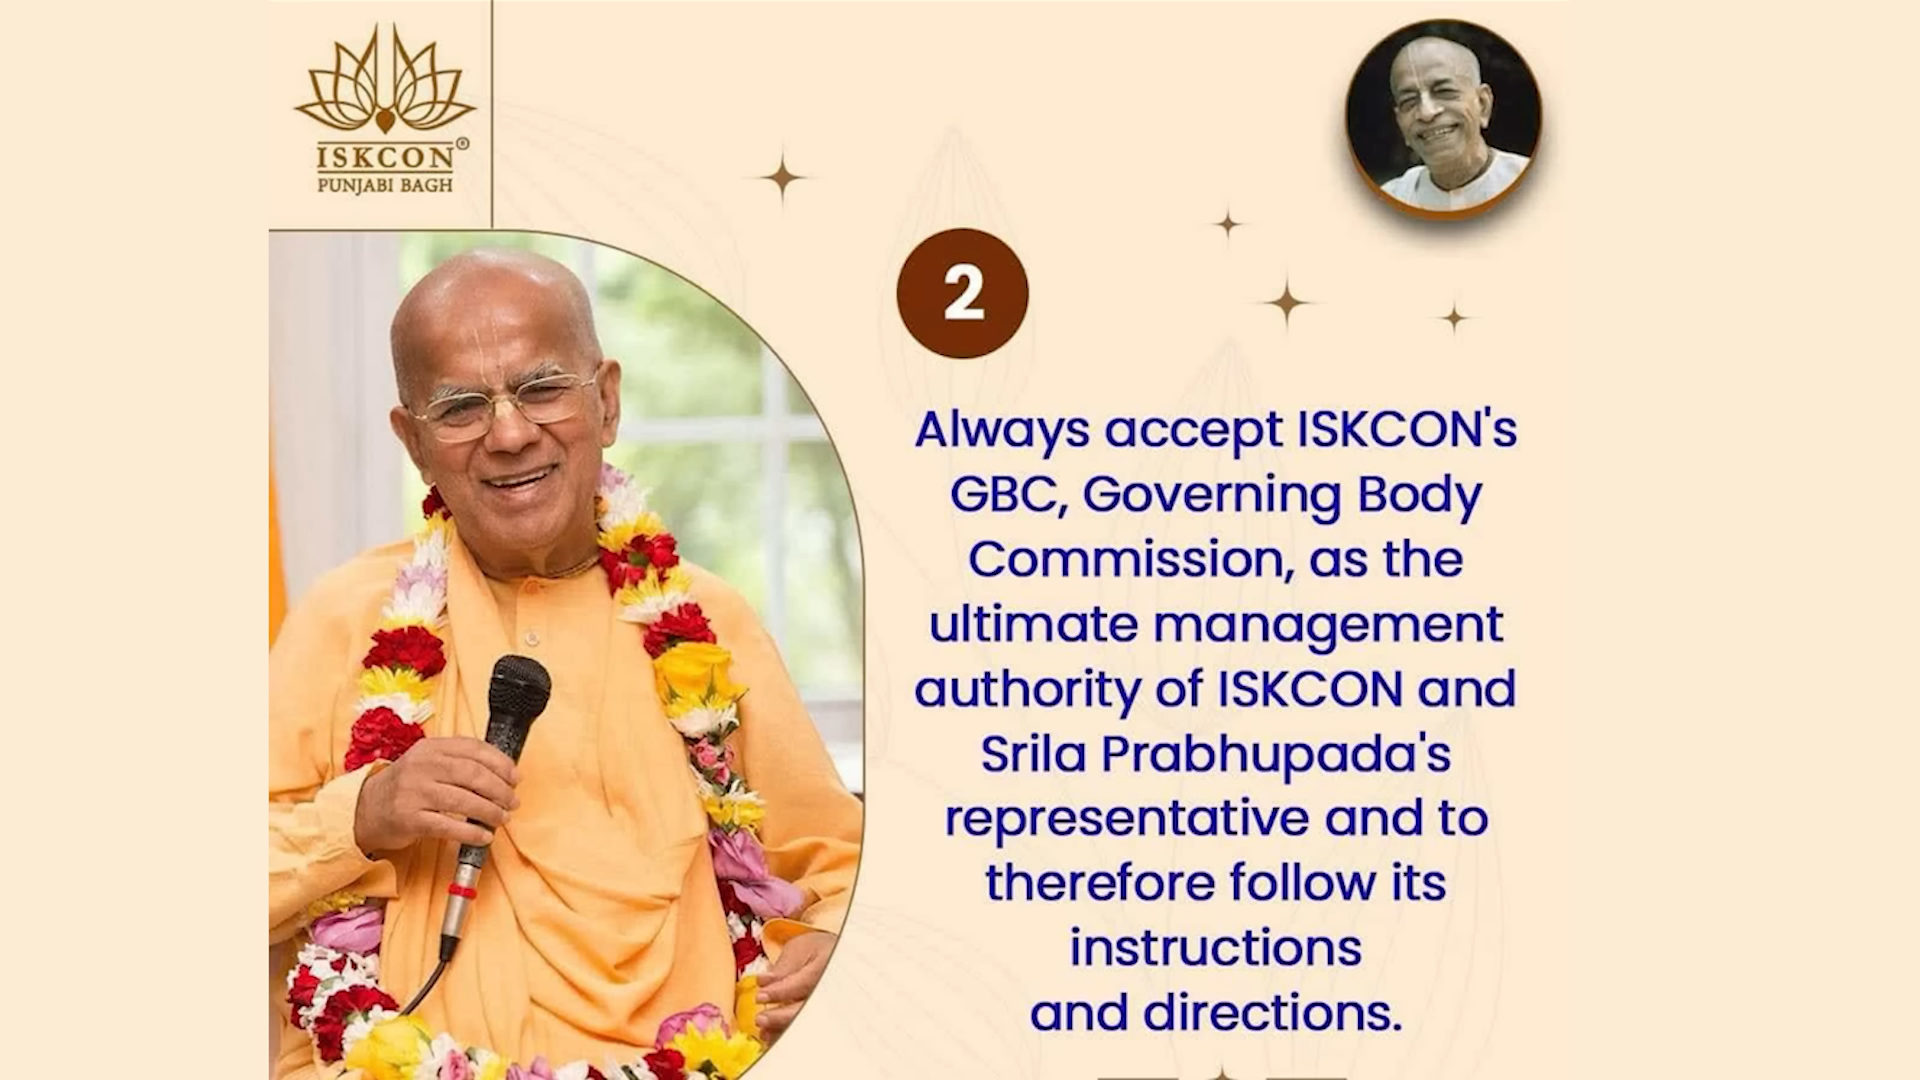 ISKCON®
PUNJABI BAGH
2
Always accept ISKCON's
GBC, Governing Body
Commission, as the
ultimate management
authority of ISKCON and
Srila Prabhupada's
representative and to
therefore follow its
instructions
and directions.